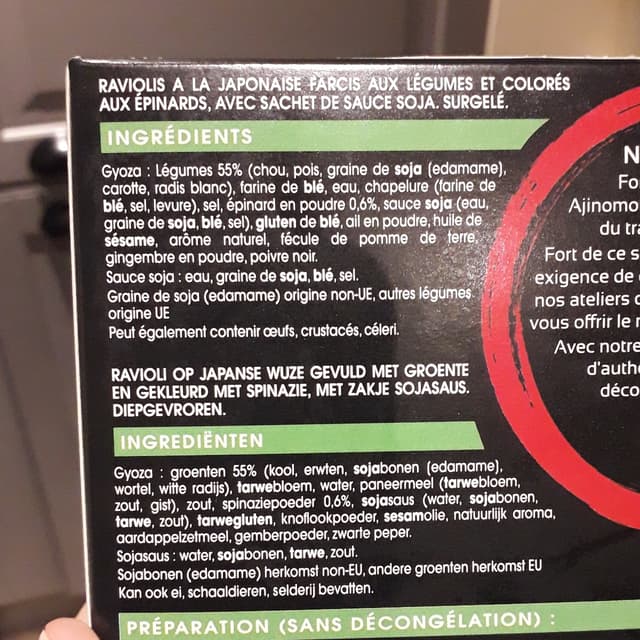 RAVIOLIS A LA JAPONAISE FARCIS AUX LÉGUMES ET COLORÉS
AUX ÉPINARDS, AVEC SACHET DE SAUCE SOJA. SURGELÉ.
INGRÉDIENTS
Gyoza : Légumes 55% (chou, pois, graine de soja (edamame),
carotte, radis blanc), farine de blé, eau, chapelure (farine de
blé, sel, levure), sel, épinard en poudre 0,6%, sauce soja (eau,
graine de soja, blé, sel), gluten de blé, ail en poudre, huile de
sésame, arôme naturel, fécule de pomme de terre,
gingembre en poudre, poivre noir.
Sauce soja : eau, graine de soja, blé, sel.
Graine de soja (edamame) origine non-UE, autres légumes
origine UE
Peut également contenir œufs, crustacés, céleri.
RAVIOLI OP JAPANSE WUZE GEVULD MET GROENTE
EN GEKLEURD MET SPINAZIE, MET ZAKJE SOJASAUS.
DIEPGEVROREN.
INGREDIËNTEN
Gyoza : groenten 55% (kool, erwten, sojabonen (edamame),
wortel, witte radijs), tarwebloem, water, paneermeel (tarwebloem,
zout, gist), zout, spinaziepoeder 0,6%, sojasaus (water, sojabonen,
tarwe, zout), tarwegluten, knoflookpoeder, sesamolie, natuurlijk aroma,
aardappelzetmeel, gemberpoeder, zwarte peper.
Sojasaus : water, sojabonen, tarwe, zout.
Sojabonen (edamame) herkomst non-EU, andere groenten herkomst EU
Kan ook ei, schaaldieren, selderij bevatten.
PRÉPARATION (SANS DÉCONGÉLATION) :
N
Fo
Ajinomo
du tra
Fort de ce s
exigence de
nos ateliers
vous offrir le
Avec notre
d'auth
déco